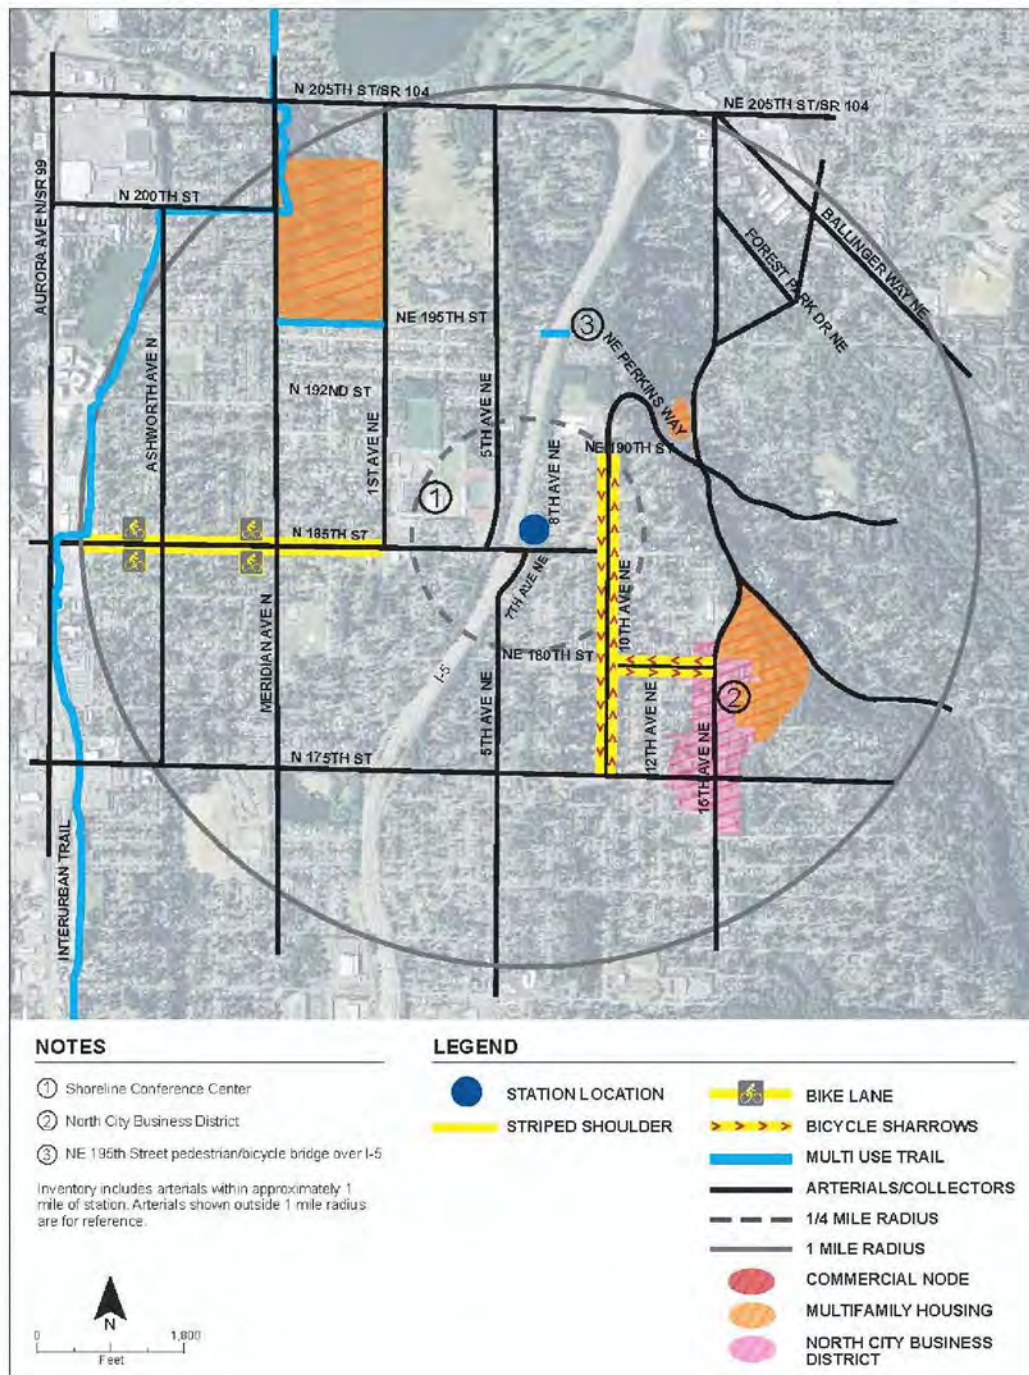 N 205TH ST/SR 104
NE 205TH ST/SR 104
AURORA AVE N/SR 99
N 200TH ST
BALLINGER WAY NE
FOREST PARK DR NE
NE 195TH ST
3
NE PERKINS WAY
ASHWORTH AVE N
N 192ND ST
1ST AVE NE
5TH AVE NE
NE 190TH ST
8TH AVE NE
1
N 185TH ST
7TH AVE NE
10TH AVE NE
MERIDIAN AVE N
NE 180TH ST
I-5
5TH AVE NE
12TH AVE NE
2
15TH AVE NE
N 175TH ST
INTERURBAN TRAIL
NOTES
1 Shoreline Conference Center
2 North City Business District
3 NE 195th Street pedestrian/bicycle bridge over I-5
Inventory includes arterials within approximately 1
mile of station. Arterials shown outside 1 mile radius
are for reference.
N
0 1,800
Feet
LEGEND
STATION LOCATION
STRIPED SHOULDER
BIKE LANE
BICYCLE SHARROWS
MULTI USE TRAIL
ARTERIALS/COLLECTORS
1/4 MILE RADIUS
1 MILE RADIUS
COMMERCIAL NODE
MULTIFAMILY HOUSING
NORTH CITY BUSINESS
DISTRICT